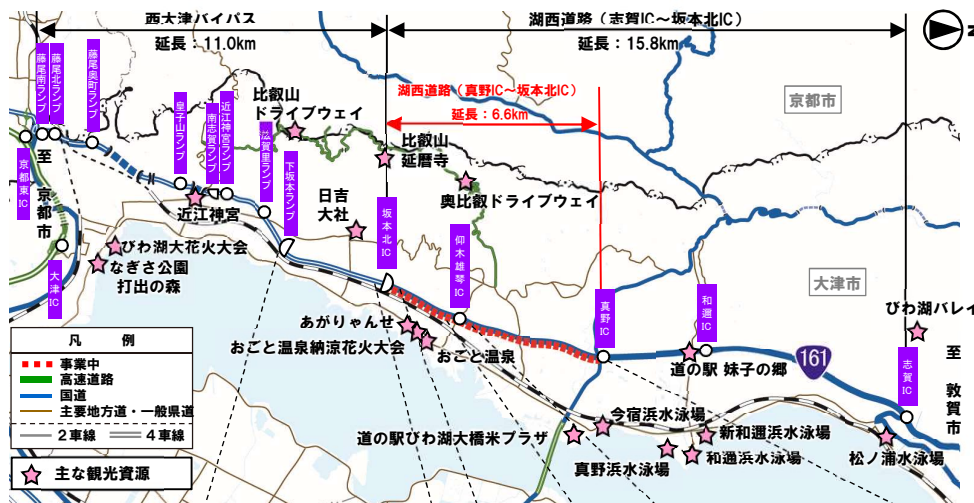 西大津バイパス
延長：11.0km
湖西道路（志賀IC～坂本北IC）
延長：15.8km
湖西道路（真野IC～坂本北IC）
延長：6.6km
京都市
大津市
藤尾南ランプ
藤尾北ランプ
藤尾奥町ランプ
皇子山ランプ
南志賀ランプ
近江神宮ランプ
滋賀里ランプ
下坂本ランプ
坂本北IC
仰木雄琴IC
真野IC
和邇IC
志賀IC
京都東IC
大津IC
至 京都市
至 敦賀市
比叡山
ドライブウェイ
比叡山
延暦寺
奥比叡ドライブウェイ
近江神宮
日吉
大社
びわ湖大花火大会
なぎさ公園
打出の森
あがりゃんせ
おごと温泉納涼花火大会
おごと温泉
道の駅 妹子の郷
びわ湖バレイ
161
今宿浜水泳場
道の駅びわ湖大橋米プラザ
真野浜水泳場
新和邇浜水泳場
和邇浜水泳場
松ノ浦水泳場
凡 例
事業中
高速道路
国道
主要地方道・一般県道
2車線
4車線
主な観光資源